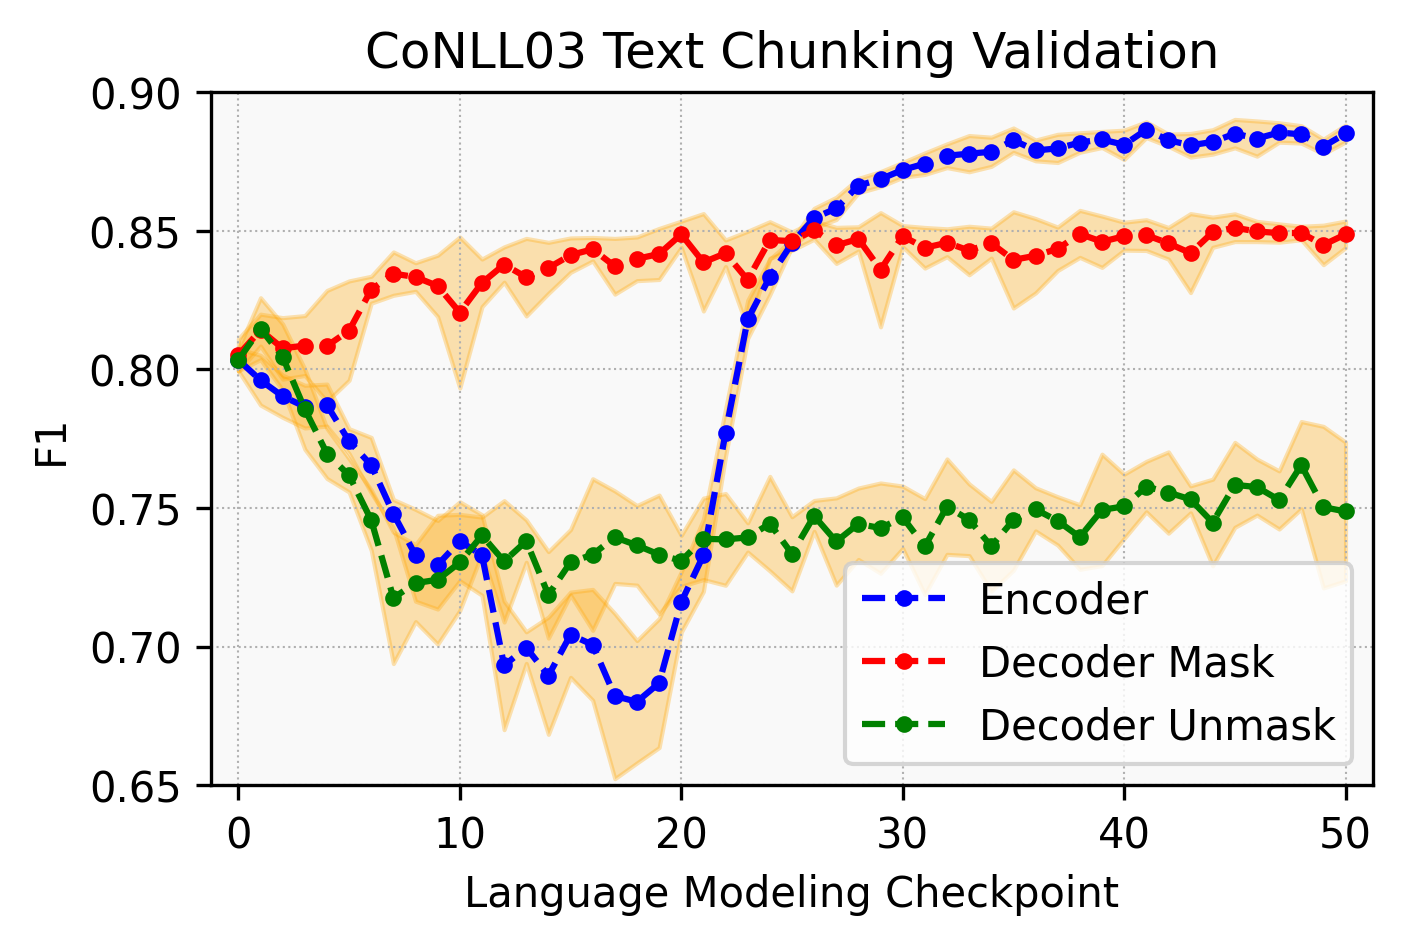 CoNLL03 Text Chunking Validation
0.90
0.85
0.80
0.75
0.70
0.65
F1
0 10 20 30 40 50
Language Modeling Checkpoint
Encoder
Decoder Mask
Decoder Unmask